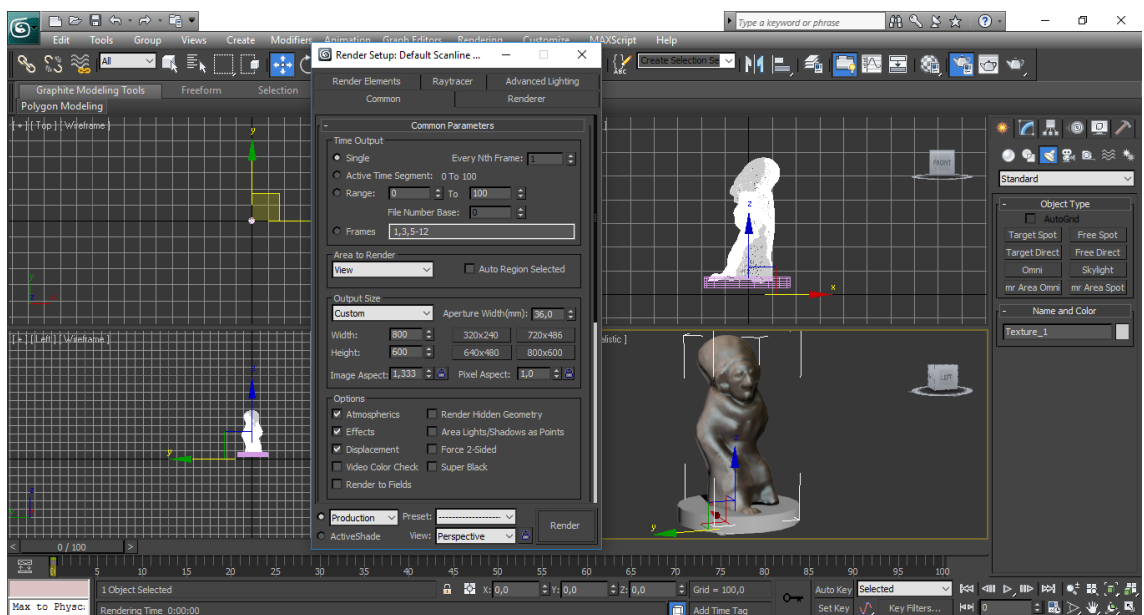 Type a keyword or phrase
Edit Tools Group Views Create Modifiers Animation Graph Editors Rendering Customize MAXScript Help
All
Create Selection Se
Graphite Modeling Tools Freeform Selection
Polygon Modeling
[ + ] [ Top ] [ Wireframe ]
[ + ] [ Left ] [ Wireframe ]
Render Setup: Default Scanline ...
Render Elements Raytracer Advanced Lighting
Common Renderer
Common Parameters
Time Output
Single Every Nth Frame: 1
Active Time Segment: 0 To 100
Range: 0 To 100
File Number Base: 0
Frames 1,3,5-12
Area to Render
View Auto Region Selected
Output Size
Custom Aperture Width(mm): 36,0
Width: 800 320x240 720x486
Height: 600 640x480 800x600
Image Aspect: 1,333 Pixel Aspect: 1,0
Options
Atmospherics Render Hidden Geometry
Effects Area Lights/Shadows as Points
Displacement Force 2-Sided
Video Color Check Super Black
Render to Fields
Production Preset: Render
ActiveShade View: Perspective
y
z
x
FRONT
listic ]
LEFT
y
y
Standard
Object Type
AutoGrid
Target Spot Free Spot
Target Direct Free Direct
Omni Skylight
mr Area Omni mr Area Spot
Name and Color
Texture_1
0 / 100
0 5 10 15 20 25 30 35 40 45 50 55 60 65 70 75 80 85 90 95 100
1 Object Selected X: 0,0 Y: 0,0 Z: 0,0 Grid = 100,0 Auto Key Selected
Max to Physc: Rendering Time 0:00:00 Add Time Tag Set Key Key Filters... 0